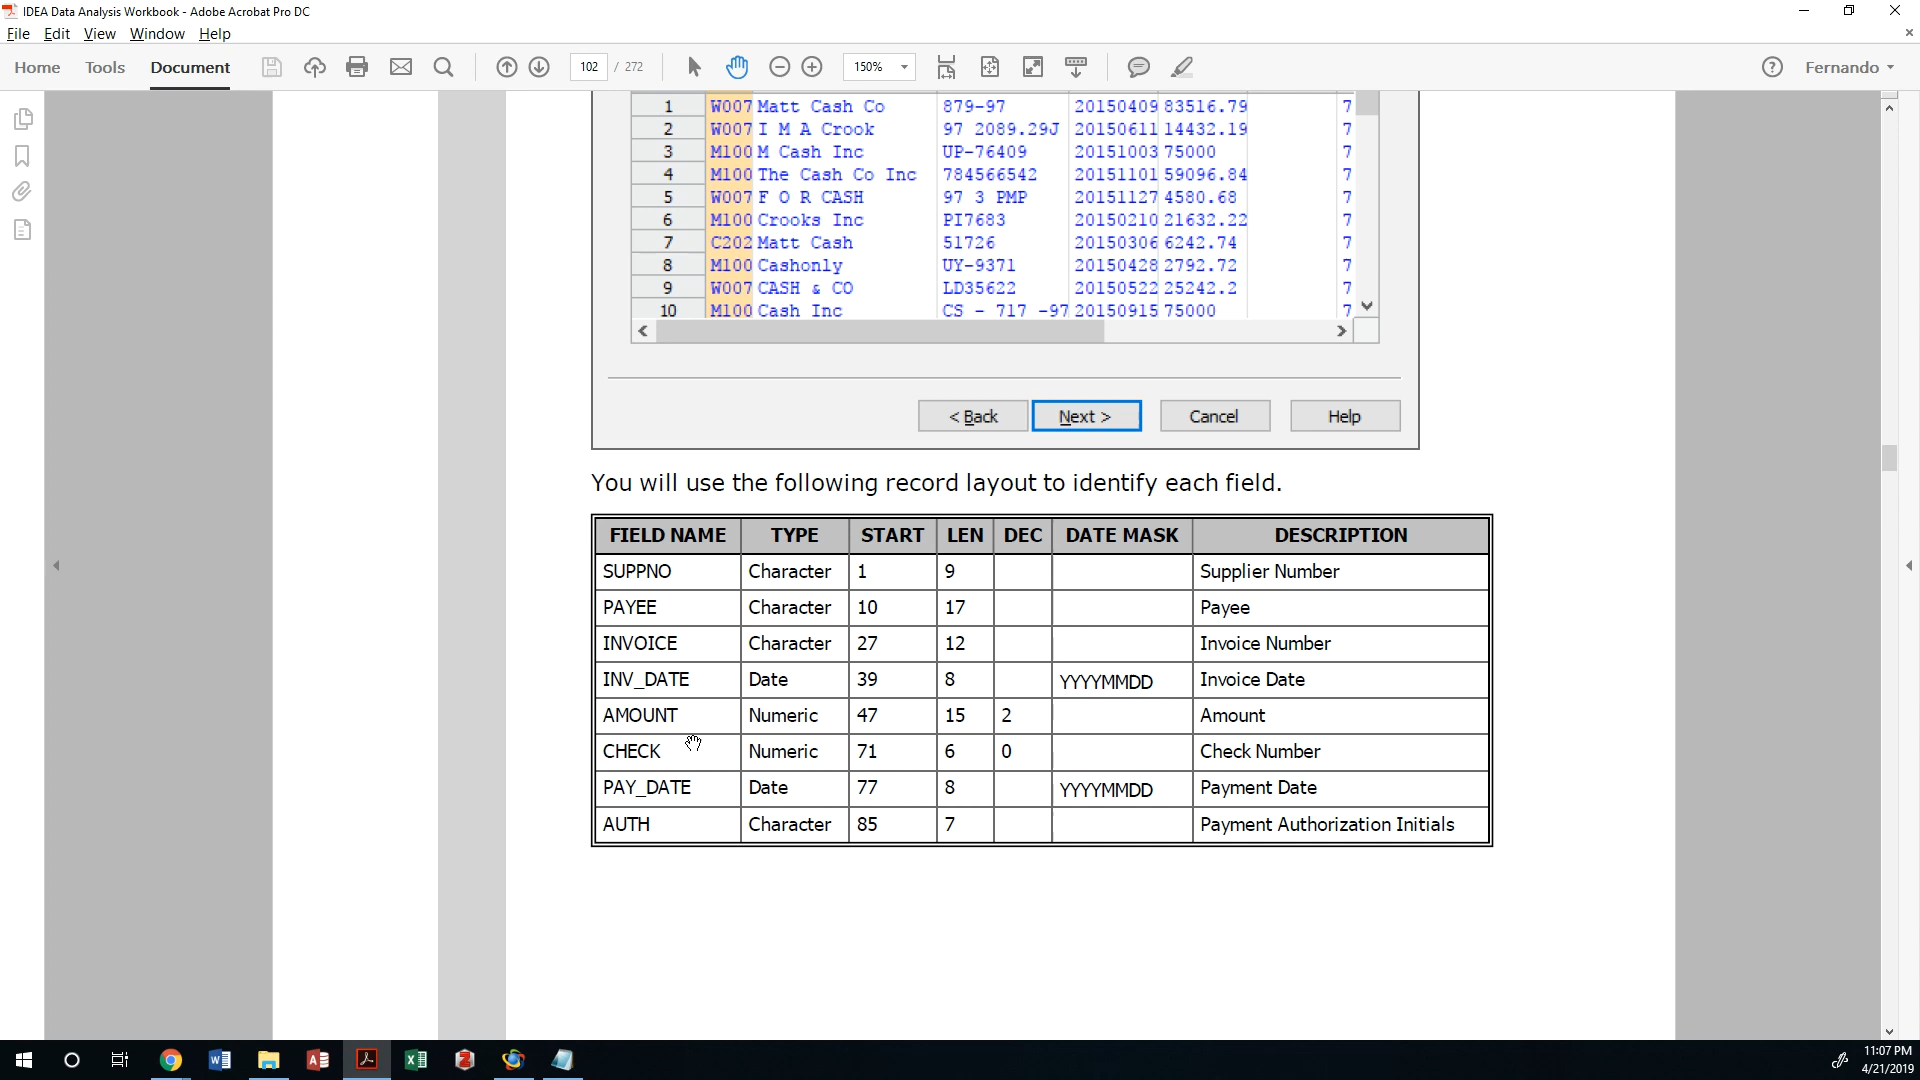 IDEA Data Analysis Workbook - Adobe Acrobat Pro DC
File Edit View Window Help
Home Tools Document 102 / 272 150% Fernando
1 W007 Matt Cash Co 879-97 20150409 83516.79 7
2 W007 I M A Crook 97 2089.29J 20150611 14432.19 7
3 M100 M Cash Inc UP-76409 20151003 75000 7
4 M100 The Cash Co Inc 784566542 20151101 59096.84 7
5 W007 F O R CASH 97 3 PMP 20151127 4580.68 7
6 M100 Crooks Inc PI7683 20150210 21632.22 7
7 C202 Matt Cash 51726 20150306 6242.74 7
8 M100 Cashonly UY-9371 20150428 2792.72 7
9 W007 CASH & CO LD35622 20150522 25242.2 7
10 M100 Cash Inc CS - 717 -97 20150915 75000 7
< Back Next > Cancel Help
You will use the following record layout to identify each field.
FIELD NAME TYPE START LEN DEC DATE MASK DESCRIPTION
SUPPNO Character 1 9 Supplier Number
PAYEE Character 10 17 Payee
INVOICE Character 27 12 Invoice Number
INV_DATE Date 39 8 YYYYMMDD Invoice Date
AMOUNT Numeric 47 15 2 Amount
CHECK Numeric 71 6 0 Check Number
PAY_DATE Date 77 8 YYYYMMDD Payment Date
AUTH Character 85 7 Payment Authorization Initials
11:07 PM
4/21/2019